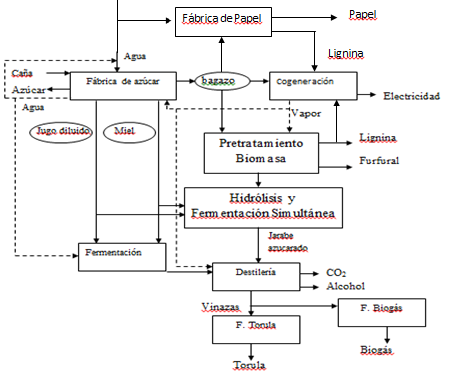 Fábrica de Papel
Papel
Lignina
Agua
Caña
Azúcar
Fábrica de azúcar
bagazo
Cogeneración
Electricidad
Agua
Vapor
Jugo diluido
Miel
Pretratamiento
Biomasa
Lignina
Furfural
Hidrólisis y
Fermentación Simultánea
Jarabe
azucarado
Fermentación
Destilería
CO2
Alcohol
Vinazas
F. Biogás
F. Torula
Biogás
Torula